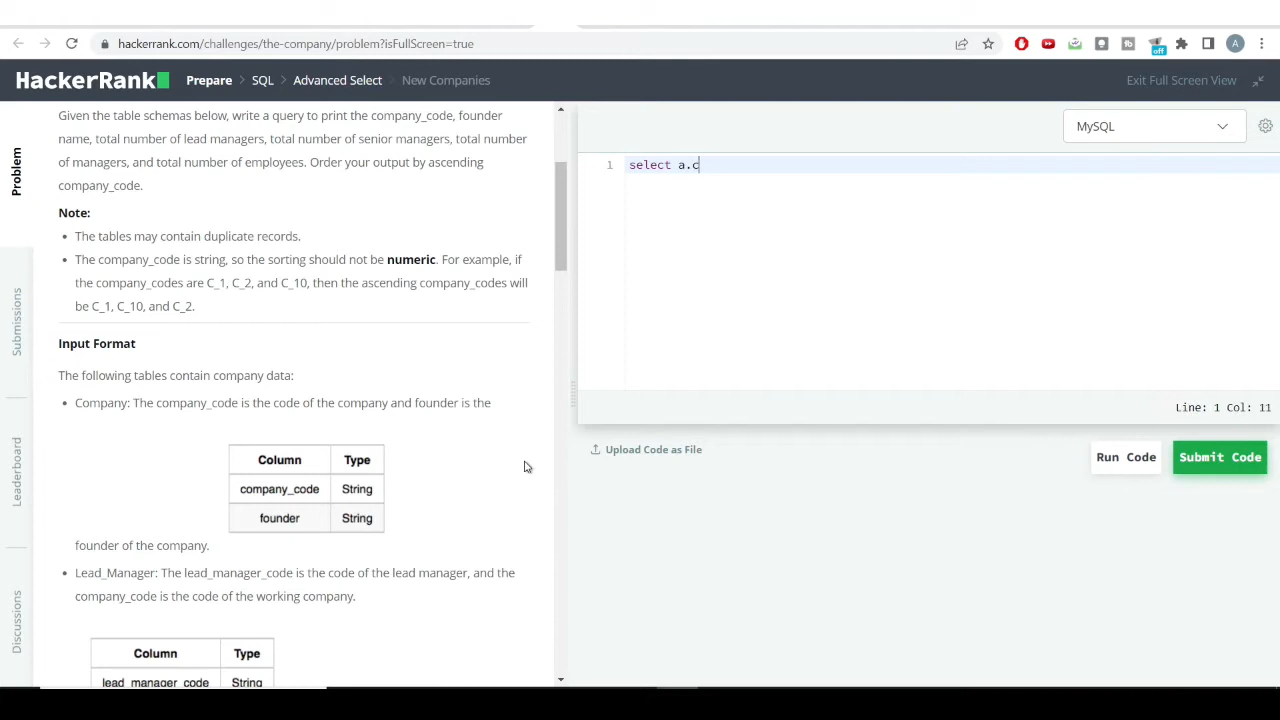 hackerrank.com/challenges/the-company/problem?isFullScreen=true
off
A
HackerRank
Prepare > SQL > Advanced Select > New Companies
Exit Full Screen View
Problem
Submissions
Leaderboard
Discussions
Given the table schemas below, write a query to print the company_code, founder
name, total number of lead managers, total number of senior managers, total number
of managers, and total number of employees. Order your output by ascending
company_code.
Note:
• The tables may contain duplicate records.
• The company_code is string, so the sorting should not be numeric. For example, if
the company_codes are C_1, C_2, and C_10, then the ascending company_codes will
be C_1, C_10, and C_2.
Input Format
The following tables contain company data:
• Company: The company_code is the code of the company and founder is the
Column Type
company_code String
founder String
founder of the company.
• Lead_Manager: The lead_manager_code is the code of the lead manager, and the
company_code is the code of the working company.
Column Type
lead_manager_code String
MySQL
1 select a.c
Line: 1 Col: 11
Upload Code as File
Run Code
Submit Code